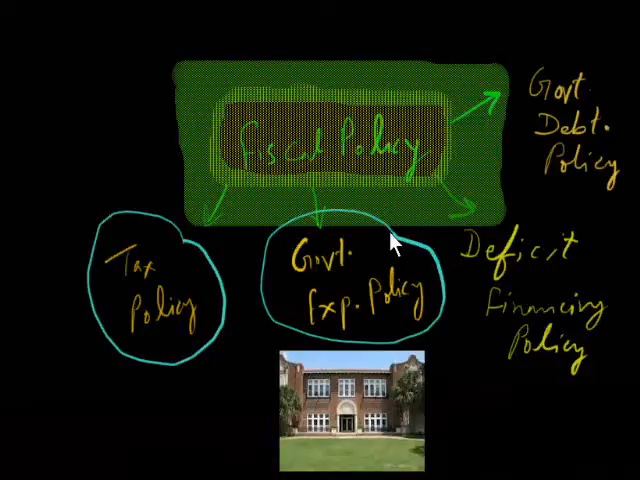 Fiscal Policy
Govt.
Debt.
Policy
Tax
Policy
Govt.
Exp. Policy
Deficit
Financing
Policy